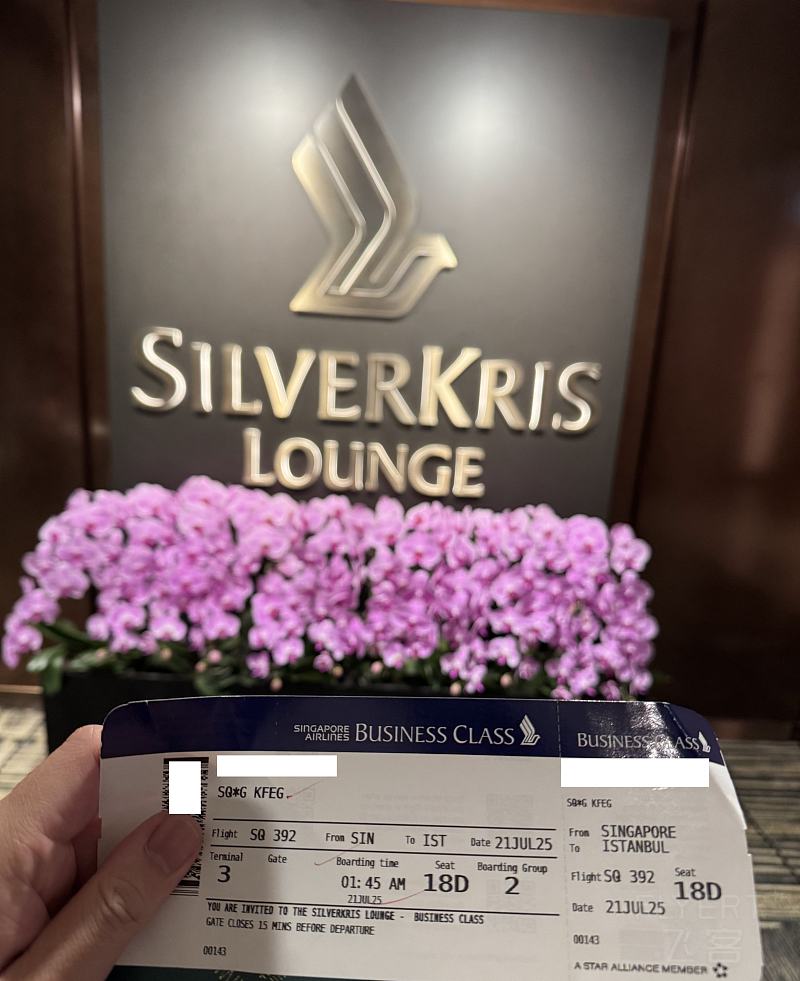 SILVERKRIS
LOUNGE
SINGAPORE
AIRLINES
BUSINESS CLASS
SQ*G KFEG
Flight SQ 392 From SIN To IST Date 21JUL25
Terminal Gate Boarding time Seat Boarding Group
3 01:45 AM 18D 2
21JUL25
YOU ARE INVITED TO THE SILVERKRIS LOUNGE - BUSINESS CLASS
GATE CLOSES 15 MINS BEFORE DEPARTURE
00143
BUSINESS CLASS
SQ*G KFEG
From SINGAPORE
To ISTANBUL
Flight SQ 392 Seat
18D
Date 21JUL25
00143
A STAR ALLIANCE MEMBER